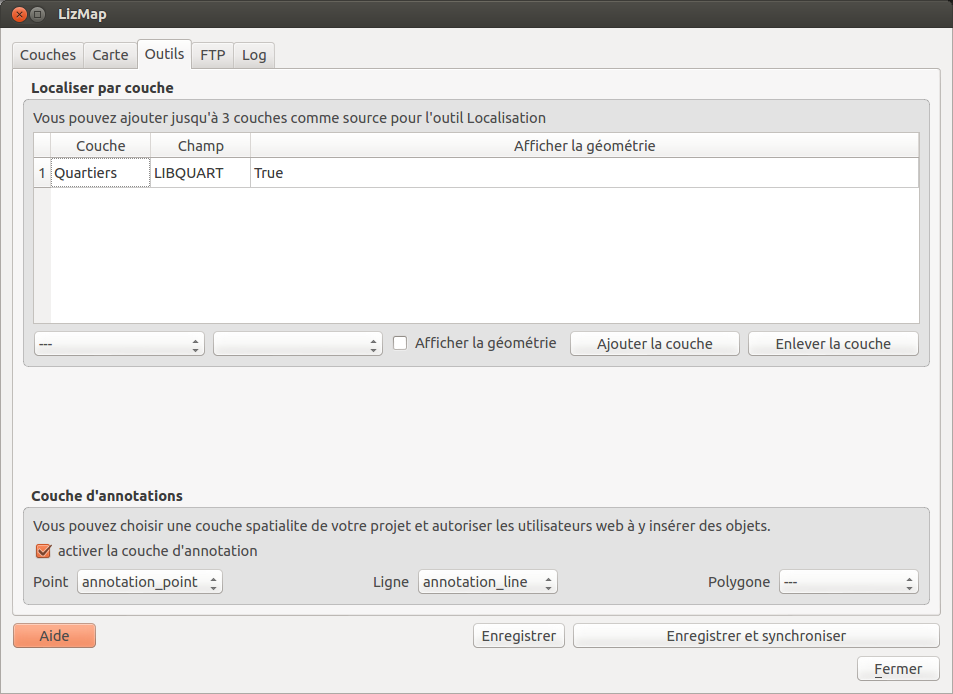 LizMap
Couches Carte Outils FTP Log
Localiser par couche
Vous pouvez ajouter jusqu'à 3 couches comme source pour l'outil Localisation
Couche Champ Afficher la géométrie
1 Quartiers LIBQUART True
--- Afficher la géométrie Ajouter la couche Enlever la couche
Couche d'annotations
Vous pouvez choisir une couche spatialite de votre projet et autoriser les utilisateurs web à y insérer des objets.
activer la couche d'annotation
Point annotation_point Ligne annotation_line Polygone ---
Aide Enregistrer Enregistrer et synchroniser
Fermer